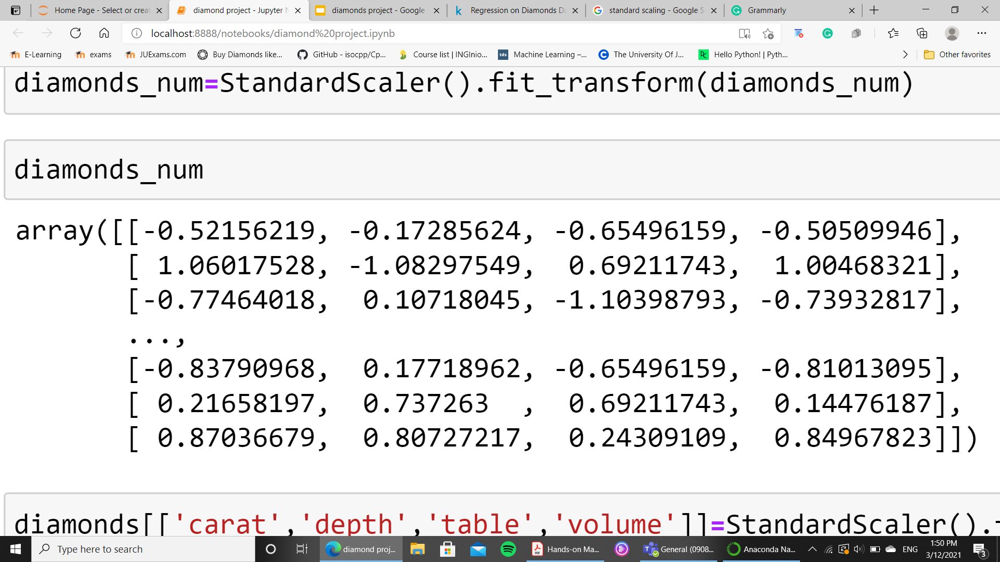 Home Page - Select or creat
diamond project - Jupyter N
diamonds project - Google
Regression on Diamonds Da
standard scaling - Google S
Grammarly
localhost:8888/notebooks/diamond%20project.ipynb
E-Learning
exams
JUExams.com
Buy Diamonds like...
GitHub - isocpp/Cp...
Course list | INGInio...
tds
Machine Learning –...
The University Of J...
Hello Python! | Pyth...
Other favorites
diamonds_num=StandardScaler().fit_transform(diamonds_num)
diamonds_num
array([[-0.52156219, -0.17285624, -0.65496159, -0.50509946],
[ 1.06017528, -1.08297549, 0.69211743, 1.00468321],
[-0.77464018, 0.10718045, -1.10398793, -0.73932817],
...,
[-0.83790968, 0.17718962, -0.65496159, -0.81013095],
[ 0.21658197, 0.737263 , 0.69211743, 0.14476187],
[ 0.87036679, 0.80727217, 0.24309109, 0.84967823]])
diamonds[['carat','depth','table','volume']]=StandardScaler().
Type here to search
diamond proj...
Hands-on Ma...
General (0908...
Anaconda Na...
ENG
1:50 PM
3/12/2021
3